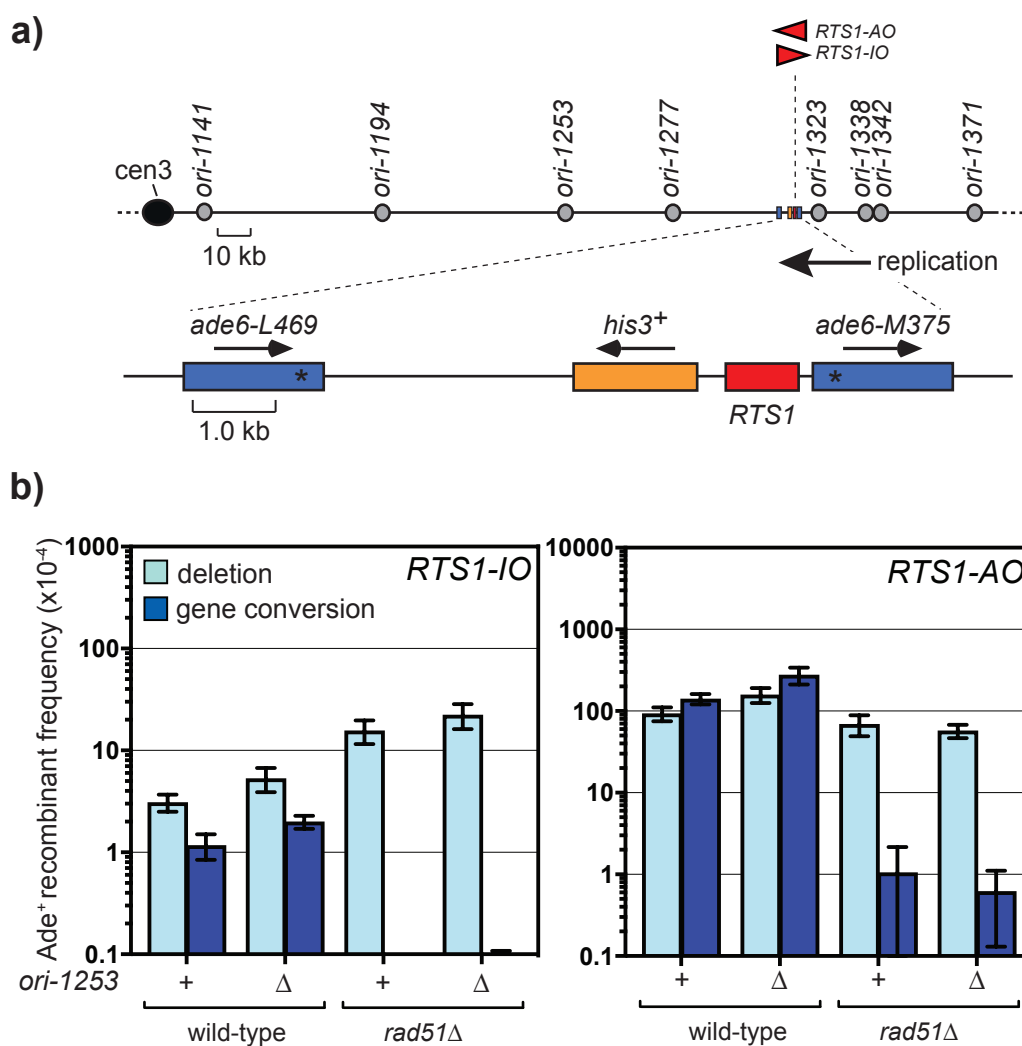 a)
RTS1-AO
RTS1-IO
cen3
ori-1141
ori-1194
ori-1253
ori-1277
ori-1323
ori-1338
ori-1342
ori-1371
10 kb
replication
ade6-L469
his3+
ade6-M375
*
*
RTS1
1.0 kb
b)
Ade+ recombinant frequency (x10-4)
1000
100
10
1
0.1
deletion
gene conversion
RTS1-IO
10000
1000
100
10
1
0.1
RTS1-AO
ori-1253
+
Δ
+
Δ
+
Δ
+
Δ
wild-type
rad51Δ
wild-type
rad51Δ